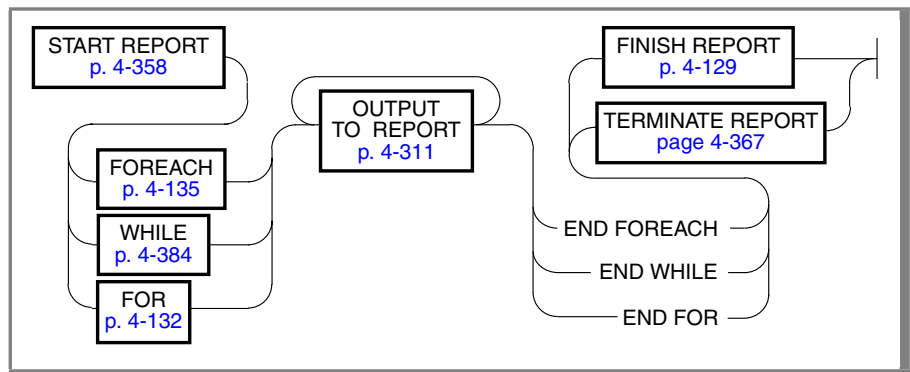 START REPORT
p. 4-358
FOREACH
p. 4-135
WHILE
p. 4-384
FOR
p. 4-132
OUTPUT
TO REPORT
p. 4-311
FINISH REPORT
p. 4-129
TERMINATE REPORT
page 4-367
END FOREACH
END WHILE
END FOR